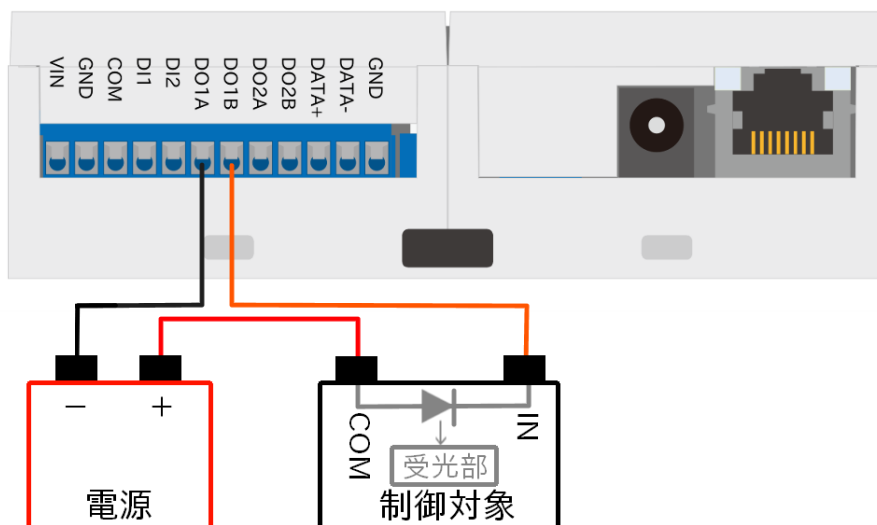 VIN
GND
COM
DI1
DI2
DO1A
DO1B
DO2A
DO2B
DATA+
DATA-
GND
− +
COM
IN
受光部
電源
制御対象